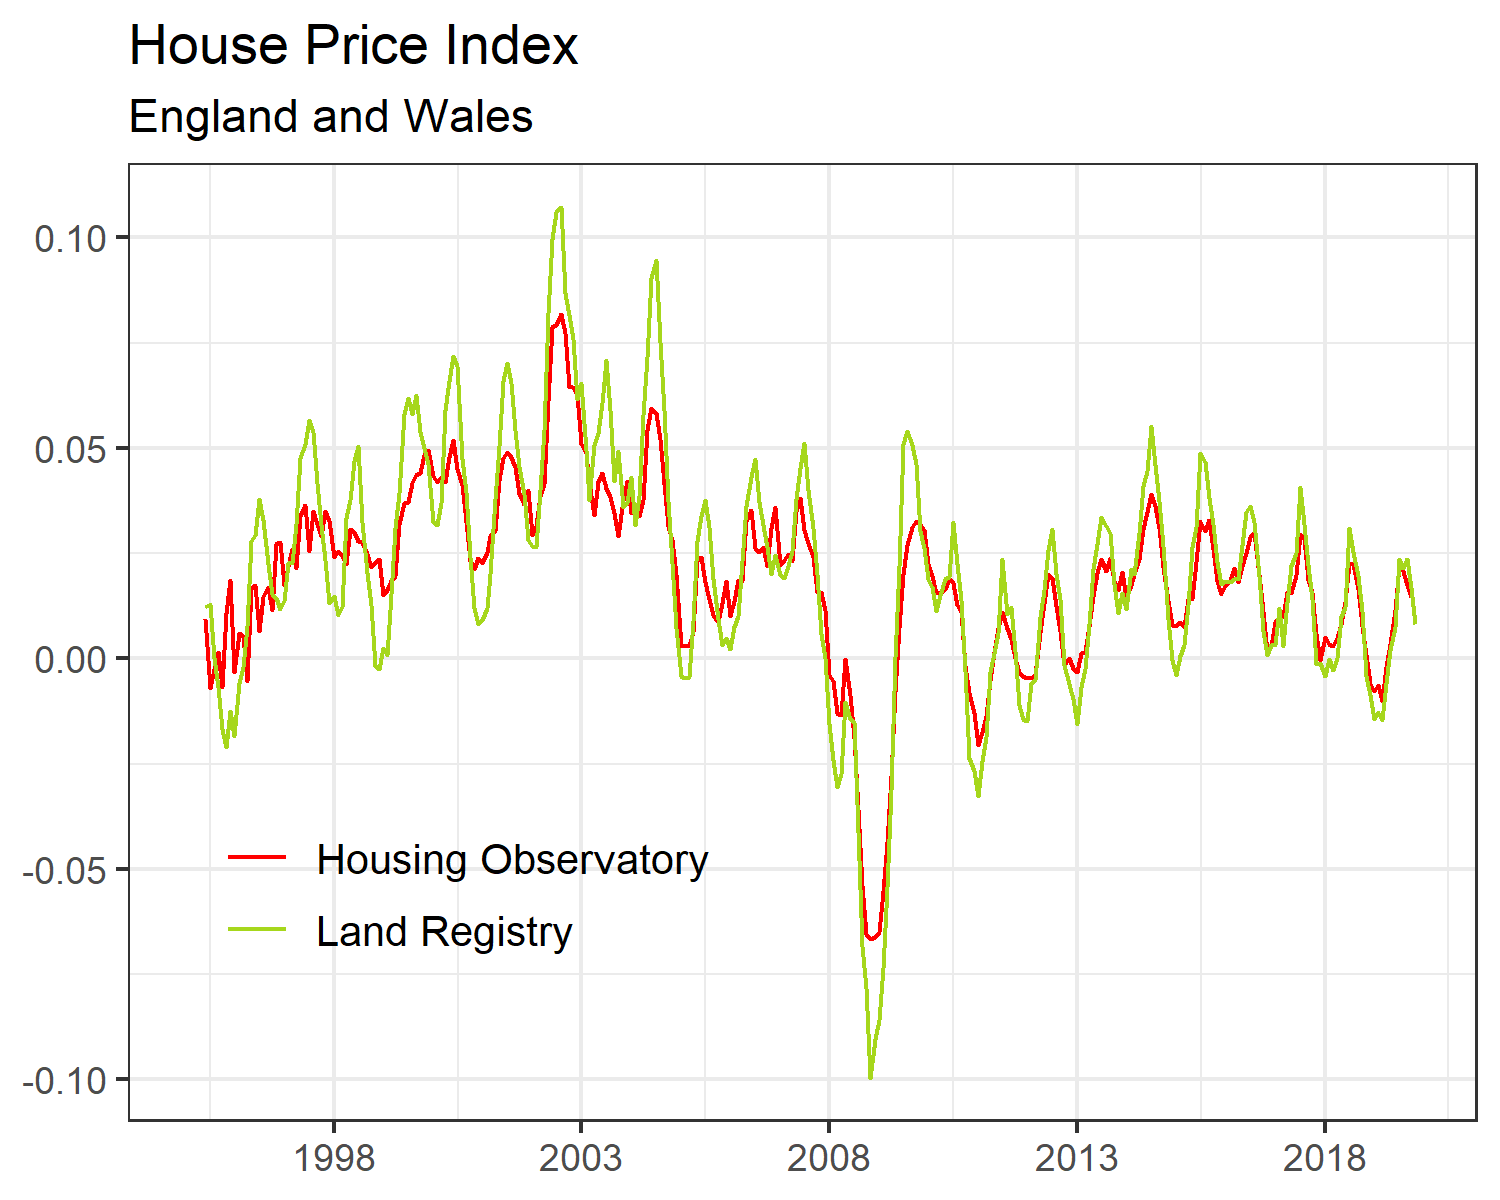 House Price Index
England and Wales
0.10
0.05
0.00
-0.05
-0.10
Housing Observatory
Land Registry
1998 2003 2008 2013 2018